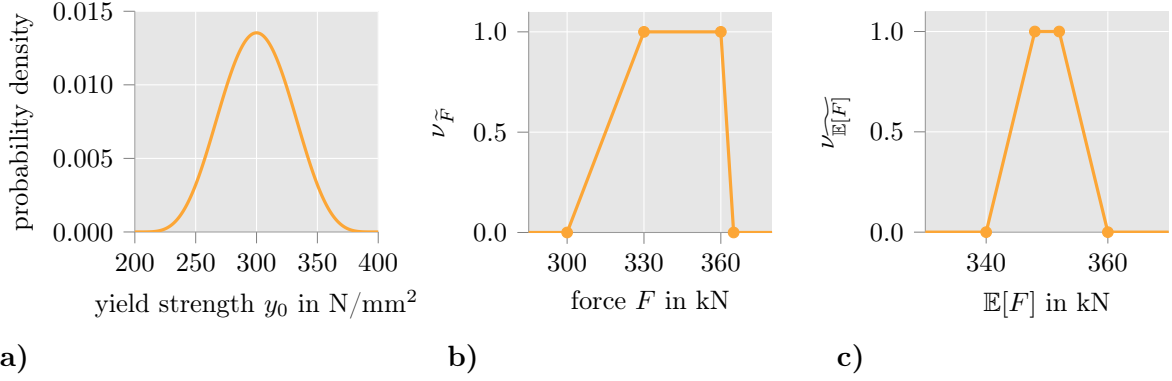 probability density
0.015
0.010
0.005
0.000
200 250 300 350 400
yield strength y₀ in N/mm²
a)
ν_F̃
1.0
0.5
0.0
300 330 360
force F in kN
b)
ν_𝔼[F]~
1.0
0.5
0.0
340 360
𝔼[F] in kN
c)